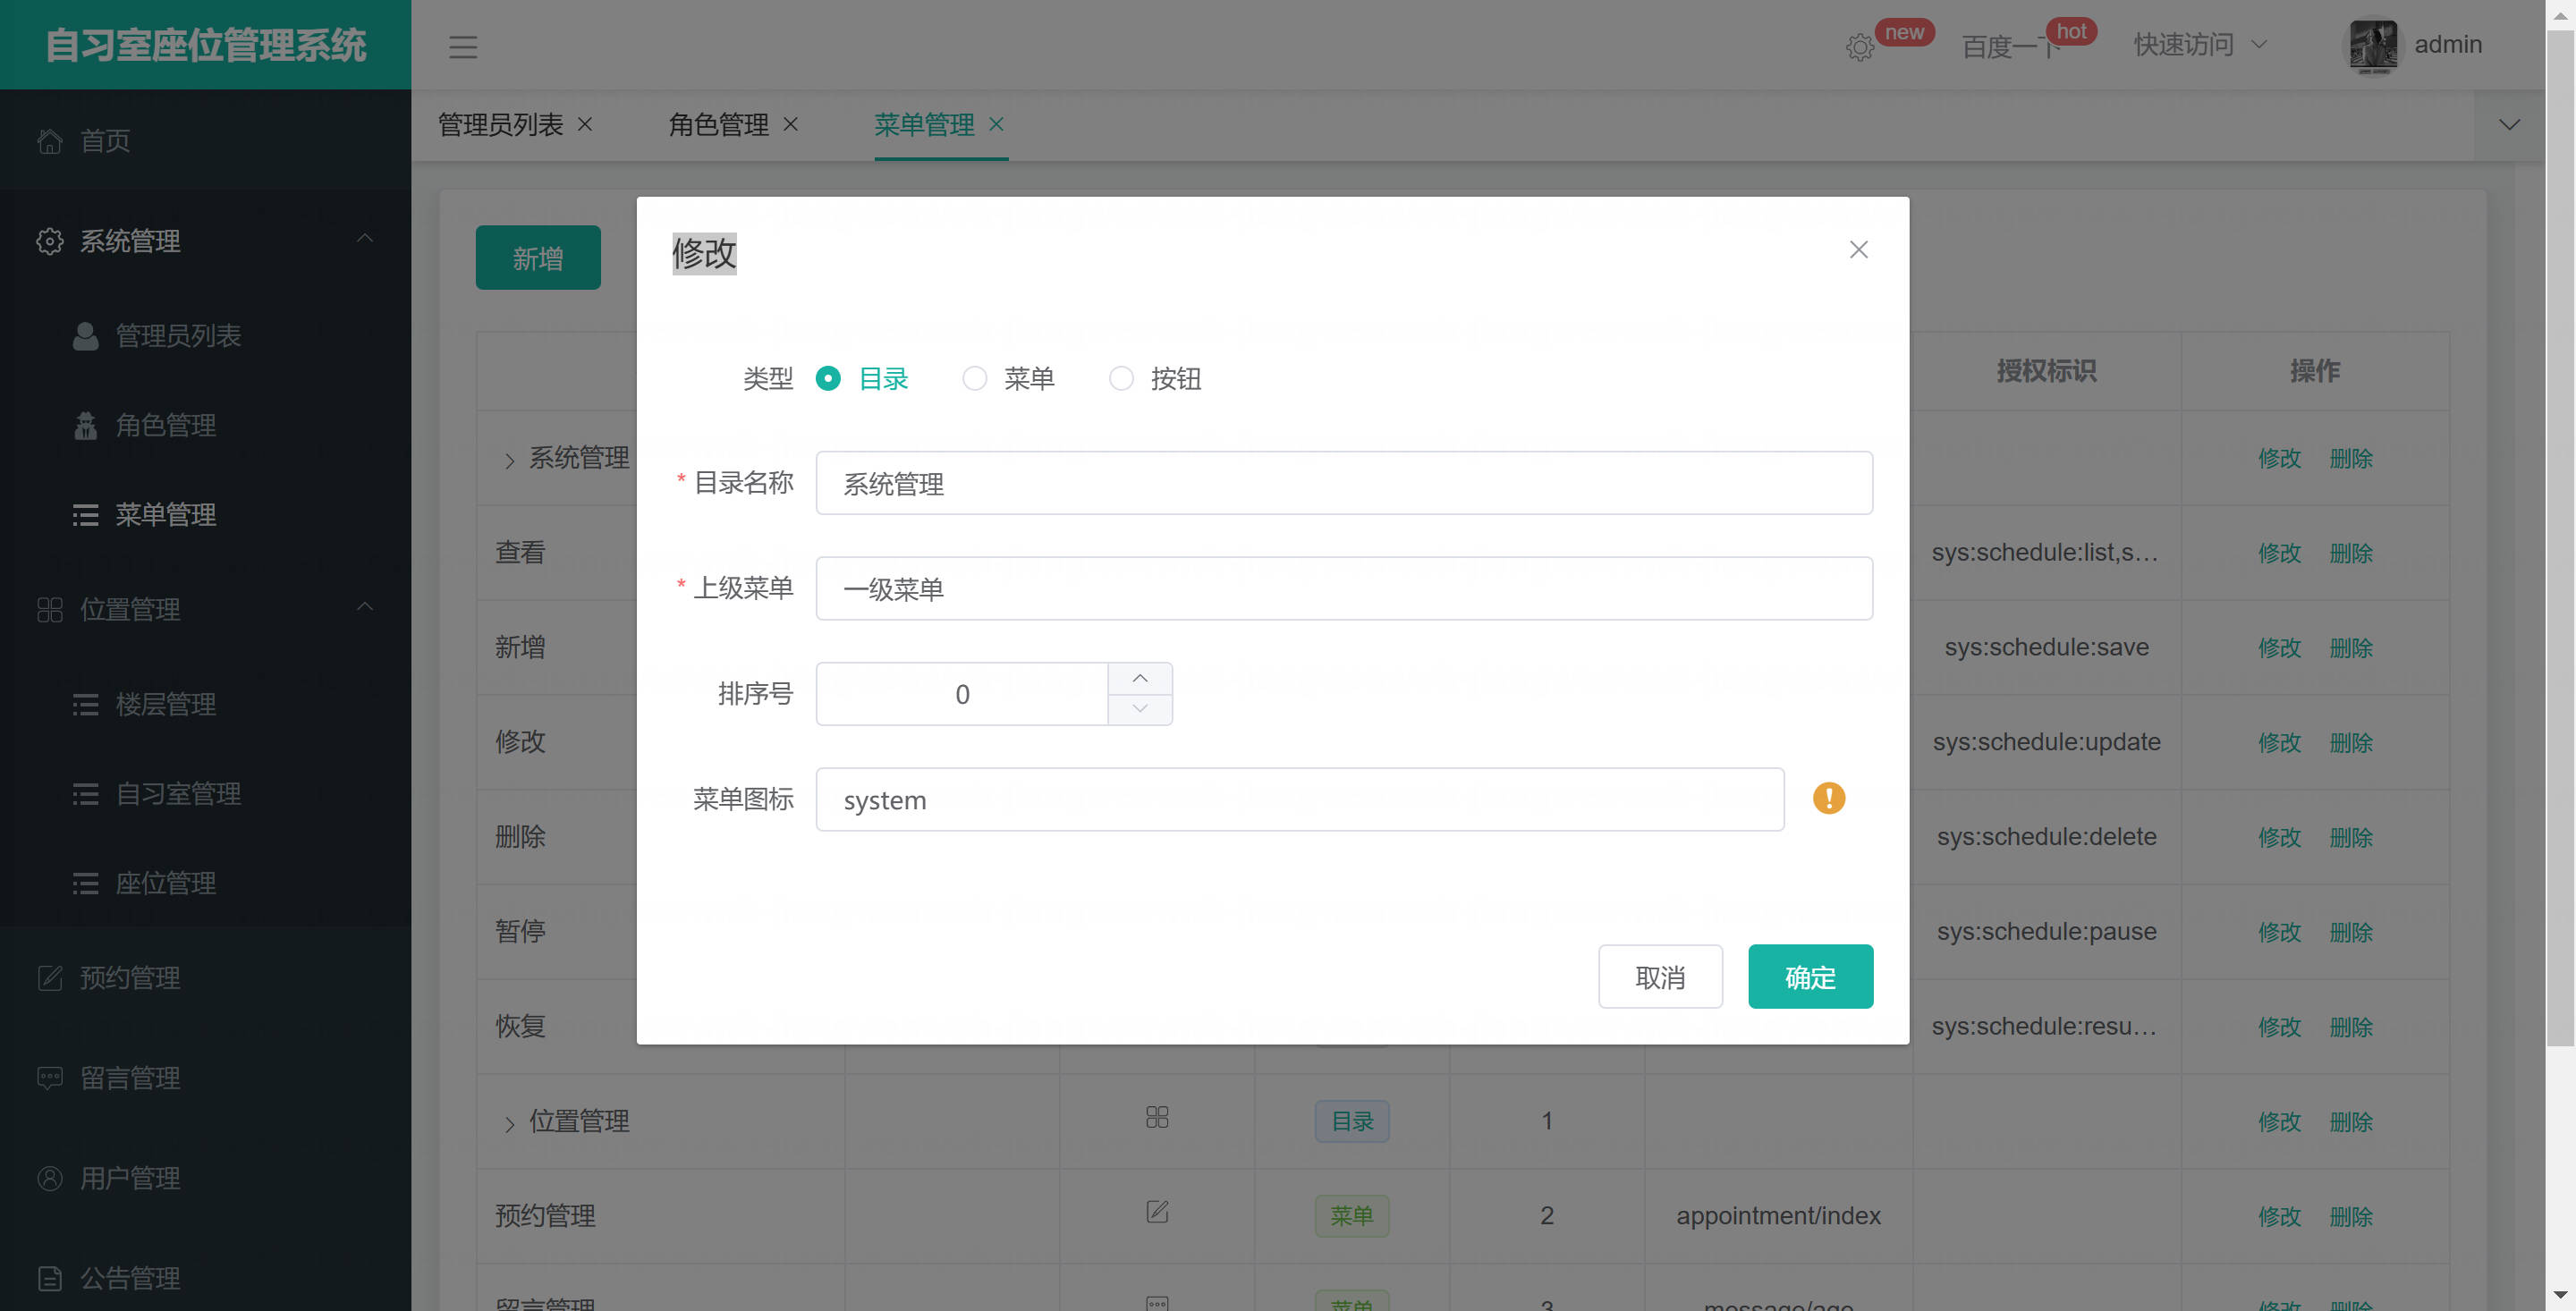 自习室座位管理系统
new
百度一下
hot
快速访问
admin
管理员列表
角色管理
菜单管理
首页
系统管理
管理员列表
角色管理
菜单管理
位置管理
楼层管理
自习室管理
座位管理
预约管理
留言管理
用户管理
公告管理
新增
授权标识 操作
系统管理 修改 删除
查看 sys:schedule:list,s… 修改 删除
新增 sys:schedule:save 修改 删除
修改 sys:schedule:update 修改 删除
删除 sys:schedule:delete 修改 删除
暂停 sys:schedule:pause 修改 删除
恢复 sys:schedule:resu… 修改 删除
位置管理 目录 1 修改 删除
预约管理 菜单 2 appointment/index 修改 删除
留言管理 菜单 3 修改 删除
修改
类型 目录 菜单 按钮
* 目录名称 系统管理
* 上级菜单 一级菜单
排序号 0
菜单图标 system
取消 确定